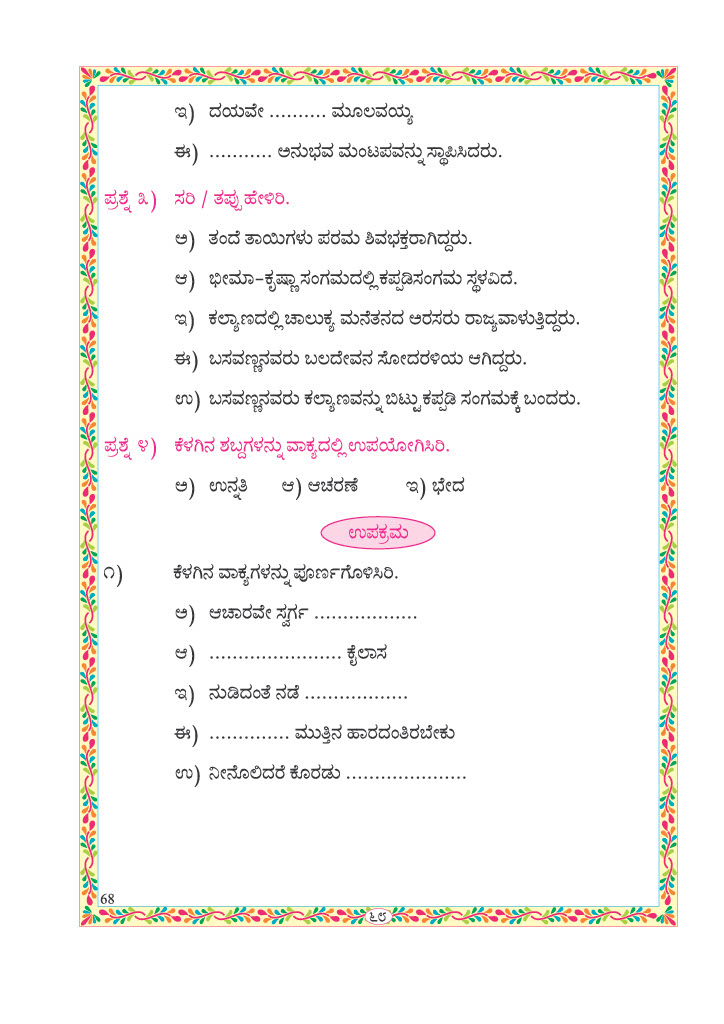 ಇ) ದಯವೇ .......... ಮೂಲವಯ್ಯ
ಈ) ........... ಅನುಭವ ಮಂಟಪವನ್ನು ಸ್ಥಾಪಿಸಿದರು.
ಪ್ರಶ್ನೆ ೩) ಸರಿ / ತಪ್ಪು ಹೇಳಿರಿ.
ಅ) ತಂದೆ ತಾಯಿಗಳು ಪರಮ ಶಿವಭಕ್ತರಾಗಿದ್ದರು.
ಆ) ಭೀಮಾ-ಕೃಷ್ಣಾ ಸಂಗಮದಲ್ಲಿ ಕಪ್ಪಡಿಸಂಗಮ ಸ್ಥಳವಿದೆ.
ಇ) ಕಲ್ಯಾಣದಲ್ಲಿ ಚಾಲುಕ್ಯ ಮನೆತನದ ಅರಸರು ರಾಜ್ಯವಾಳುತ್ತಿದ್ದರು.
ಈ) ಬಸವಣ್ಣನವರು ಬಲದೇವನ ಸೋದರಳಿಯ ಆಗಿದ್ದರು.
ಉ) ಬಸವಣ್ಣನವರು ಕಲ್ಯಾಣವನ್ನು ಬಿಟ್ಟು ಕಪ್ಪಡಿ ಸಂಗಮಕ್ಕೆ ಬಂದರು.
ಪ್ರಶ್ನೆ ೪) ಕೆಳಗಿನ ಶಬ್ದಗಳನ್ನು ವಾಕ್ಯದಲ್ಲಿ ಉಪಯೋಗಿಸಿರಿ.
ಅ) ಉನ್ನತಿ ಆ) ಆಚರಣೆ ಇ) ಭೇದ
ಉಪಕ್ರಮ
೧) ಕೆಳಗಿನ ವಾಕ್ಯಗಳನ್ನು ಪೂರ್ಣಗೊಳಿಸಿರಿ.
ಅ) ಆಚಾರವೇ ಸ್ವರ್ಗ ..................
ಆ) ....................... ಕೈಲಾಸ
ಇ) ನುಡಿದಂತೆ ನಡೆ ..................
ಈ) .............. ಮುತ್ತಿನ ಹಾರದಂತಿರಬೇಕು
ಉ) ನೀನೊಲಿದರೆ ಕೊರಡು .....................
68
೬೮